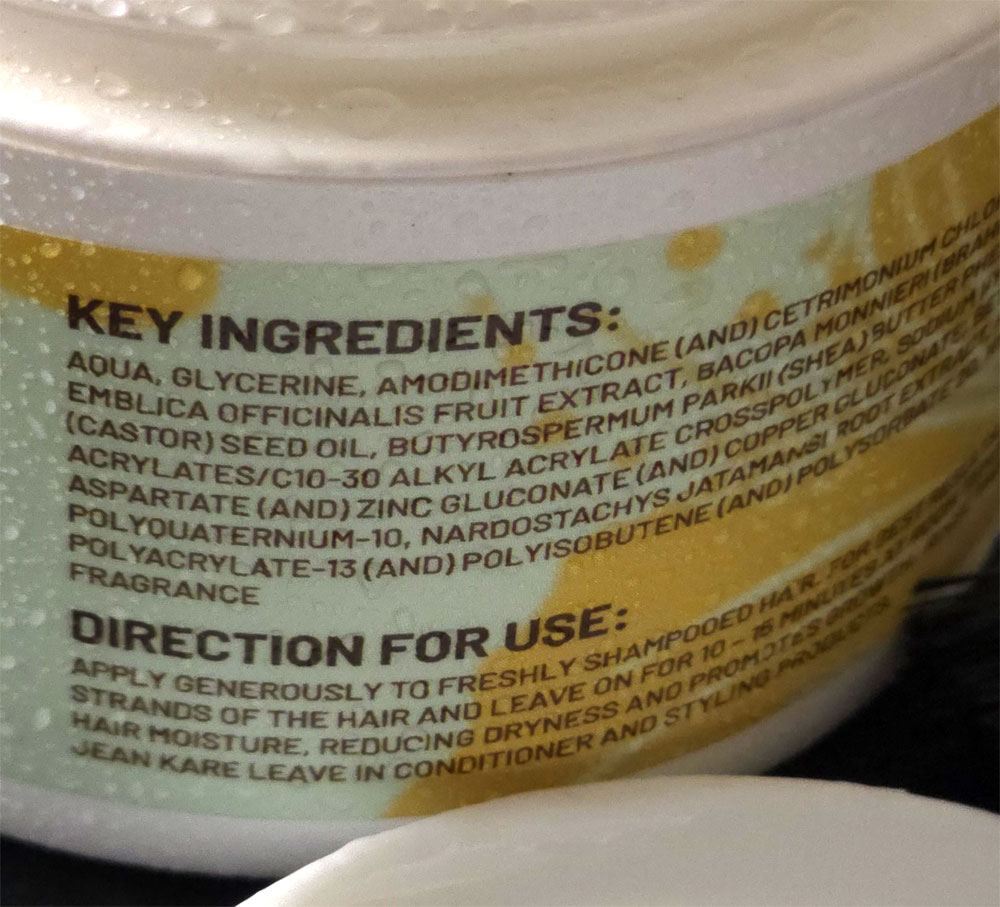 KEY INGREDIENTS:
AQUA, GLYCERINE, AMODIMETHICONE (AND) CETRIMONIUM
EMBLICA OFFICINALIS FRUIT EXTRACT, BACOPA MONNIERI
(CASTOR) SEED OIL, BUTYROSPERMUM PARKII (SHEA) BUTTER
ACRYLATES/C10-30 ALKYL ACRYLATE CROSSPOLYMER, SODIUM
ASPARTATE (AND) ZINC GLUCONATE (AND) COPPER GLUCONATE,
POLYQUATERNIUM-10, NARDOSTACHYS JATAMANSI ROOT EXTRACT,
POLYACRYLATE-13 (AND) POLYISOBUTENE (AND) POLYSORBATE
FRAGRANCE
DIRECTION FOR USE:
APPLY GENEROUSLY TO FRESHLY SHAMPOOED HAIR. FOR BEST
STRANDS OF THE HAIR AND LEAVE ON FOR 10 - 15 MINUTES
HAIR MOISTURE, REDUCING DRYNESS AND PROMOTES GROWTH.
JEAN KARE LEAVE IN CONDITIONER AND STYLING PRODUCTS.